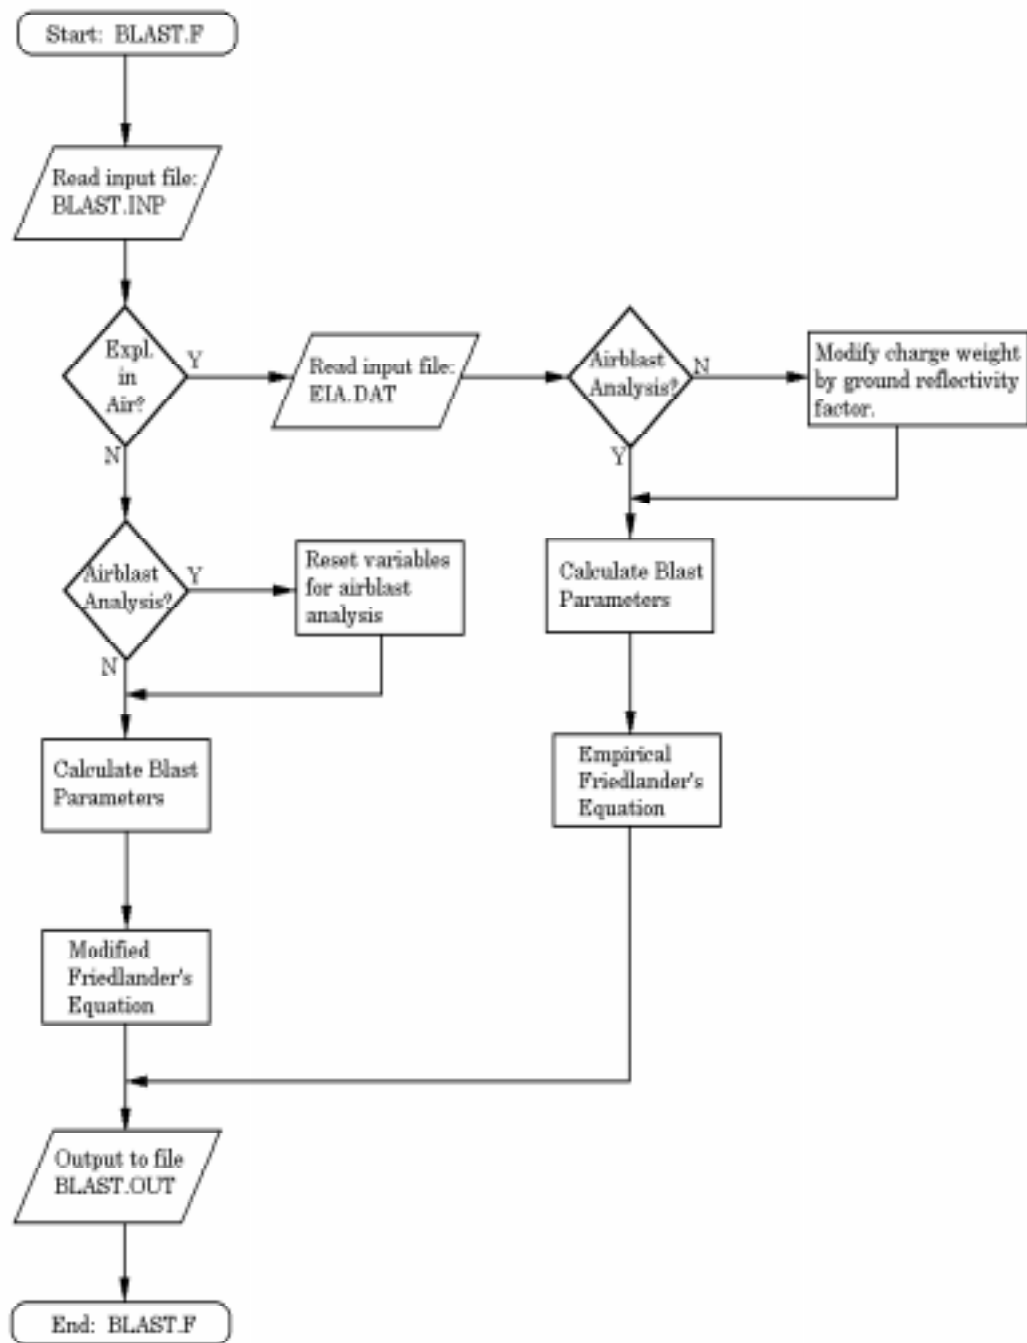 Start: BLAST.F
Read input file:
BLAST.INP
Expl.
in
Air?
Y
N
Read input file:
EIA.DAT
Airblast
Analysis?
N
Y
Modify charge weight
by ground reflectivity
factor.
Airblast
Analysis?
Y
N
Reset variables
for airblast
analysis
Calculate Blast
Parameters
Calculate Blast
Parameters
Empirical
Friedlander's
Equation
Modified
Friedlander's
Equation
Output to file
BLAST.OUT
End: BLAST.F